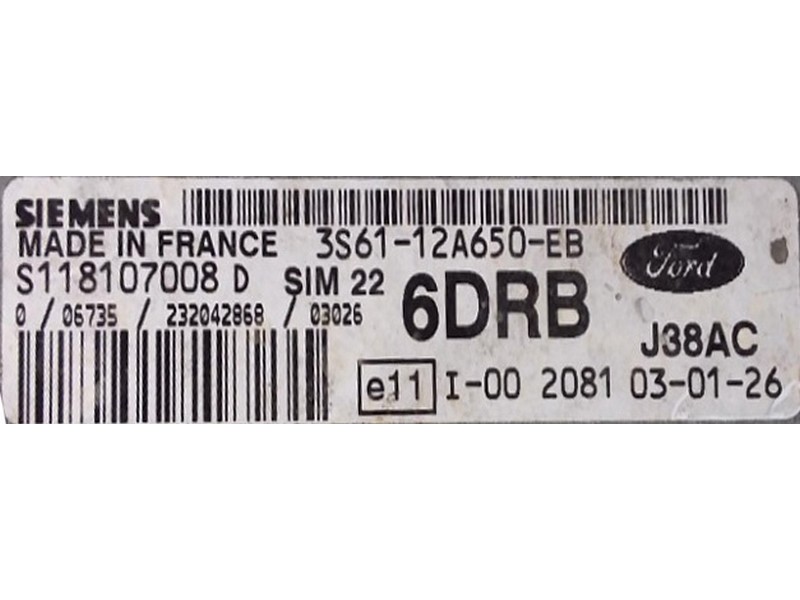 SIEMENS
MADE IN FRANCE 3S61-12A650-EB
S118107008 D SIM 22 6DRB Ford
0 / 06735 / 232042868 / 03026
J38AC
e11 I-00 2081 03-01-26